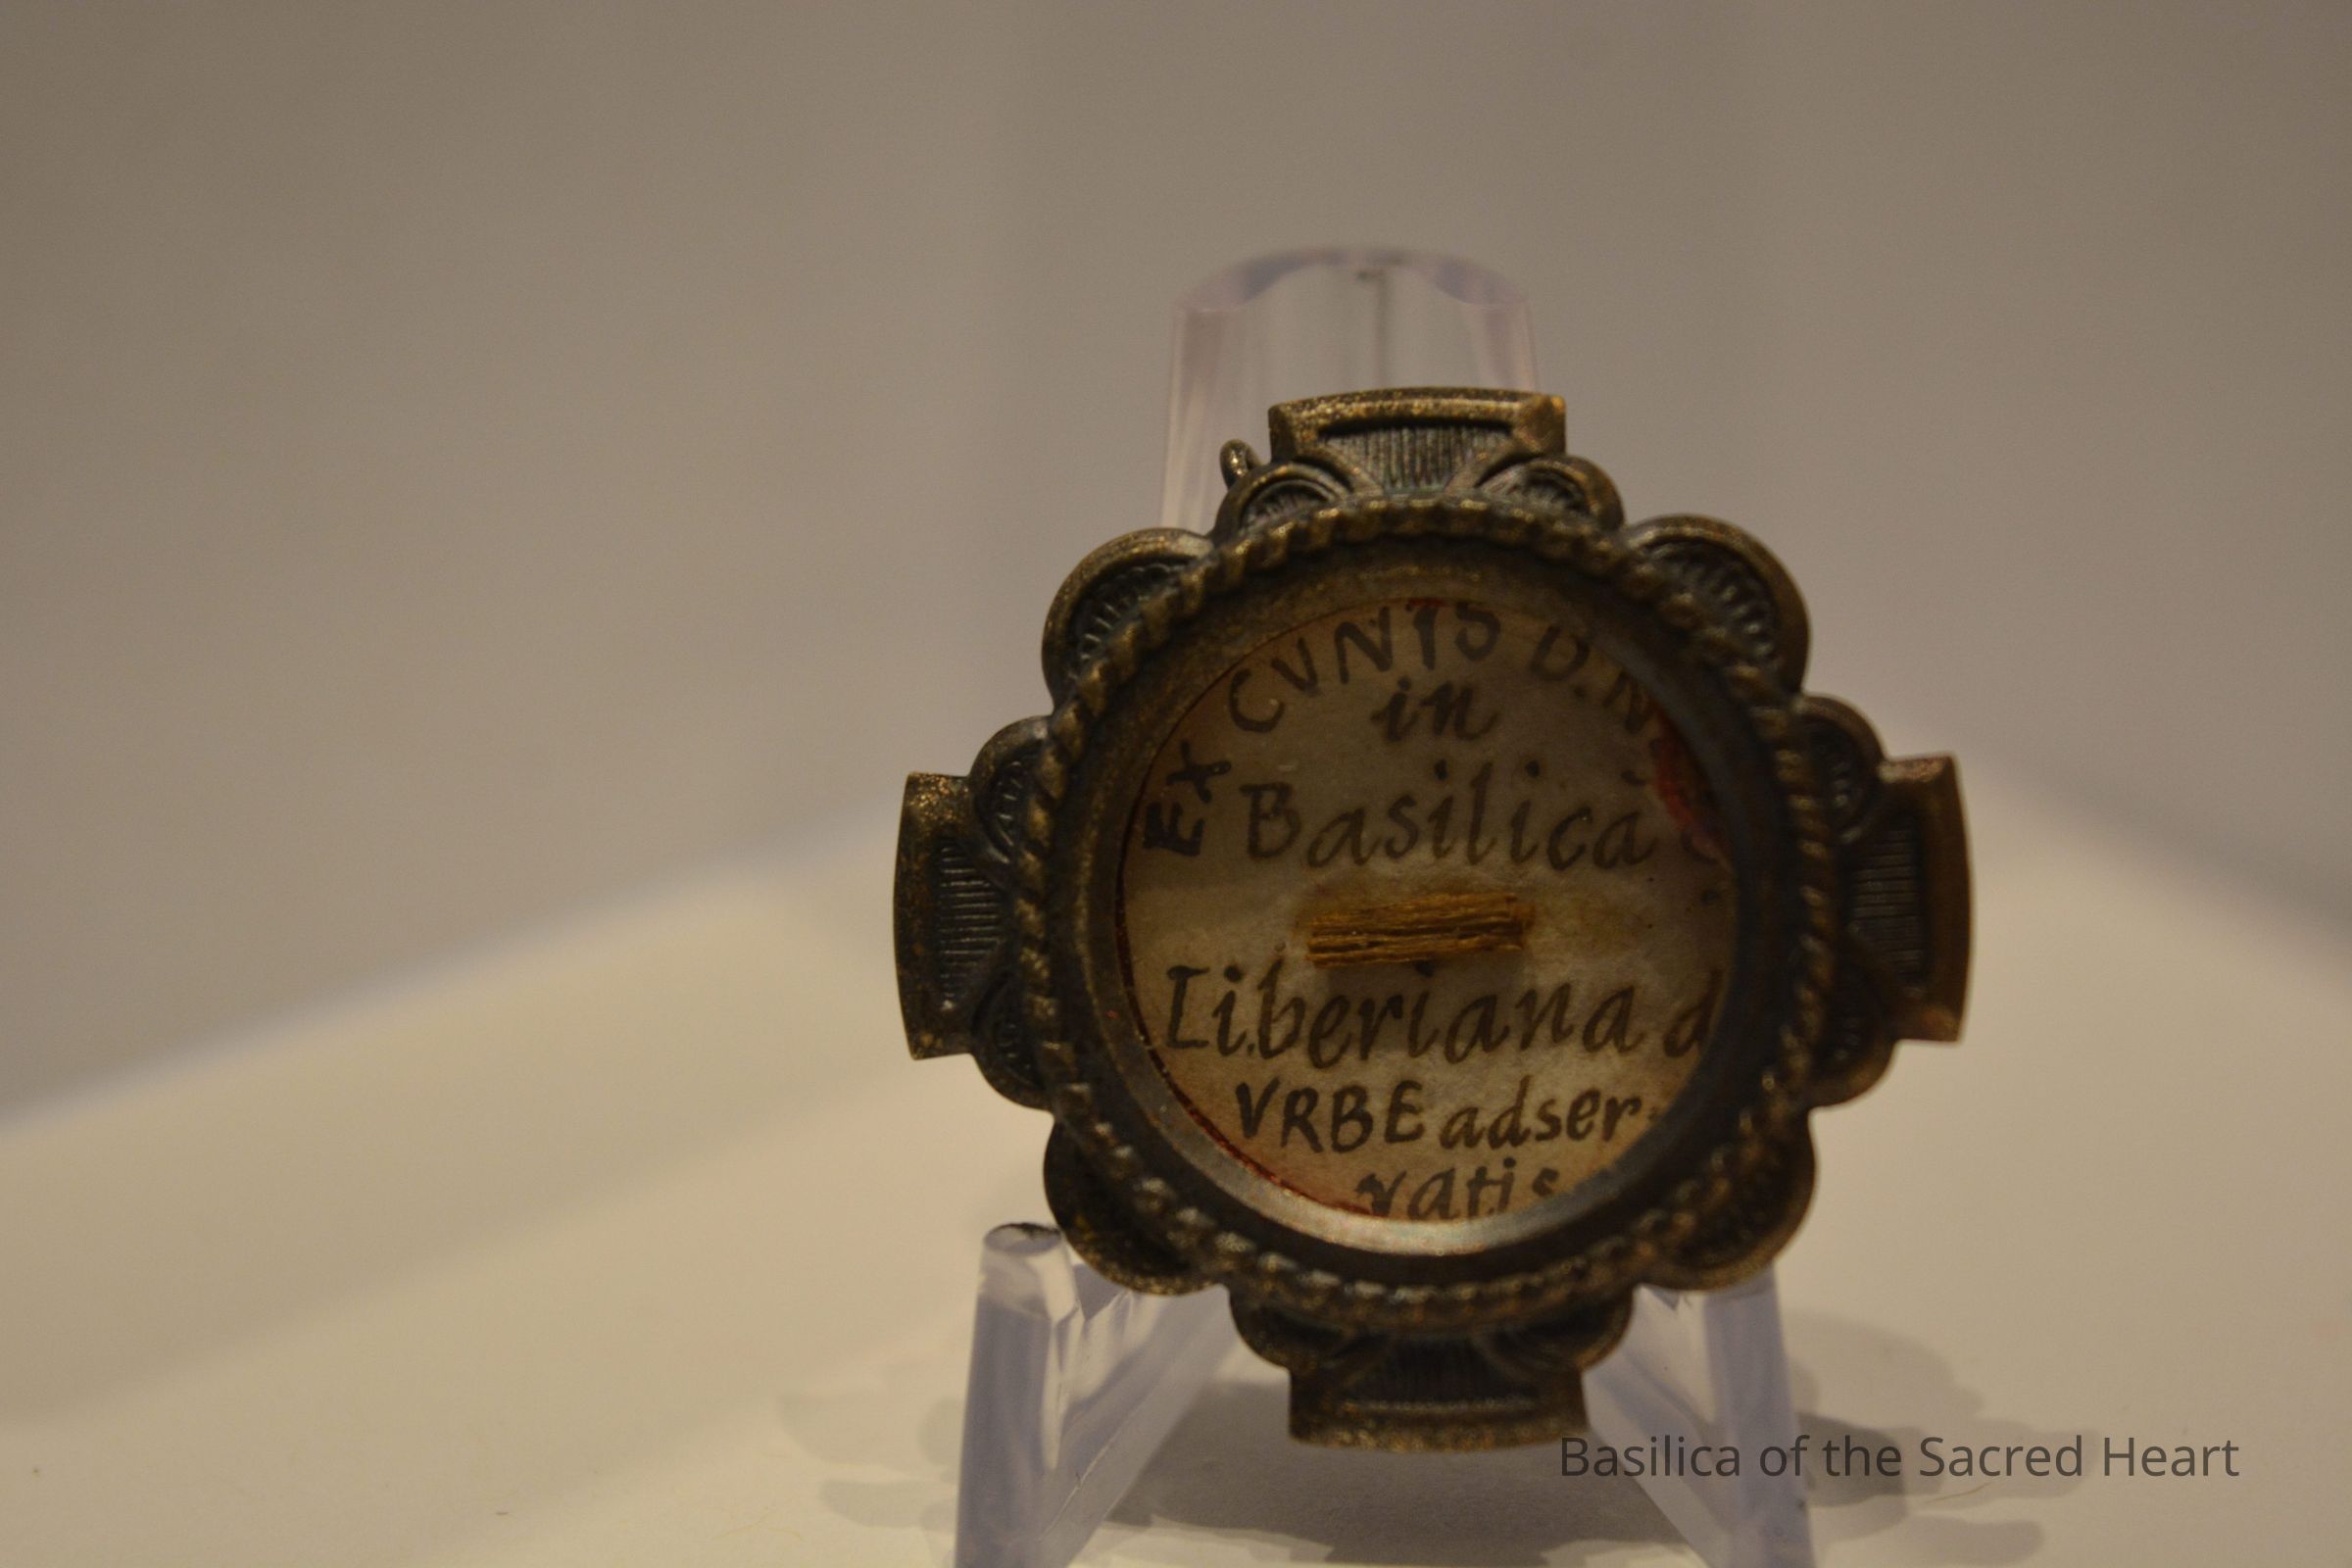 EX CVNIS D.N.
in
Basilica
Liberiana d
VRBE adser-
vatis
Basilica of the Sacred Heart